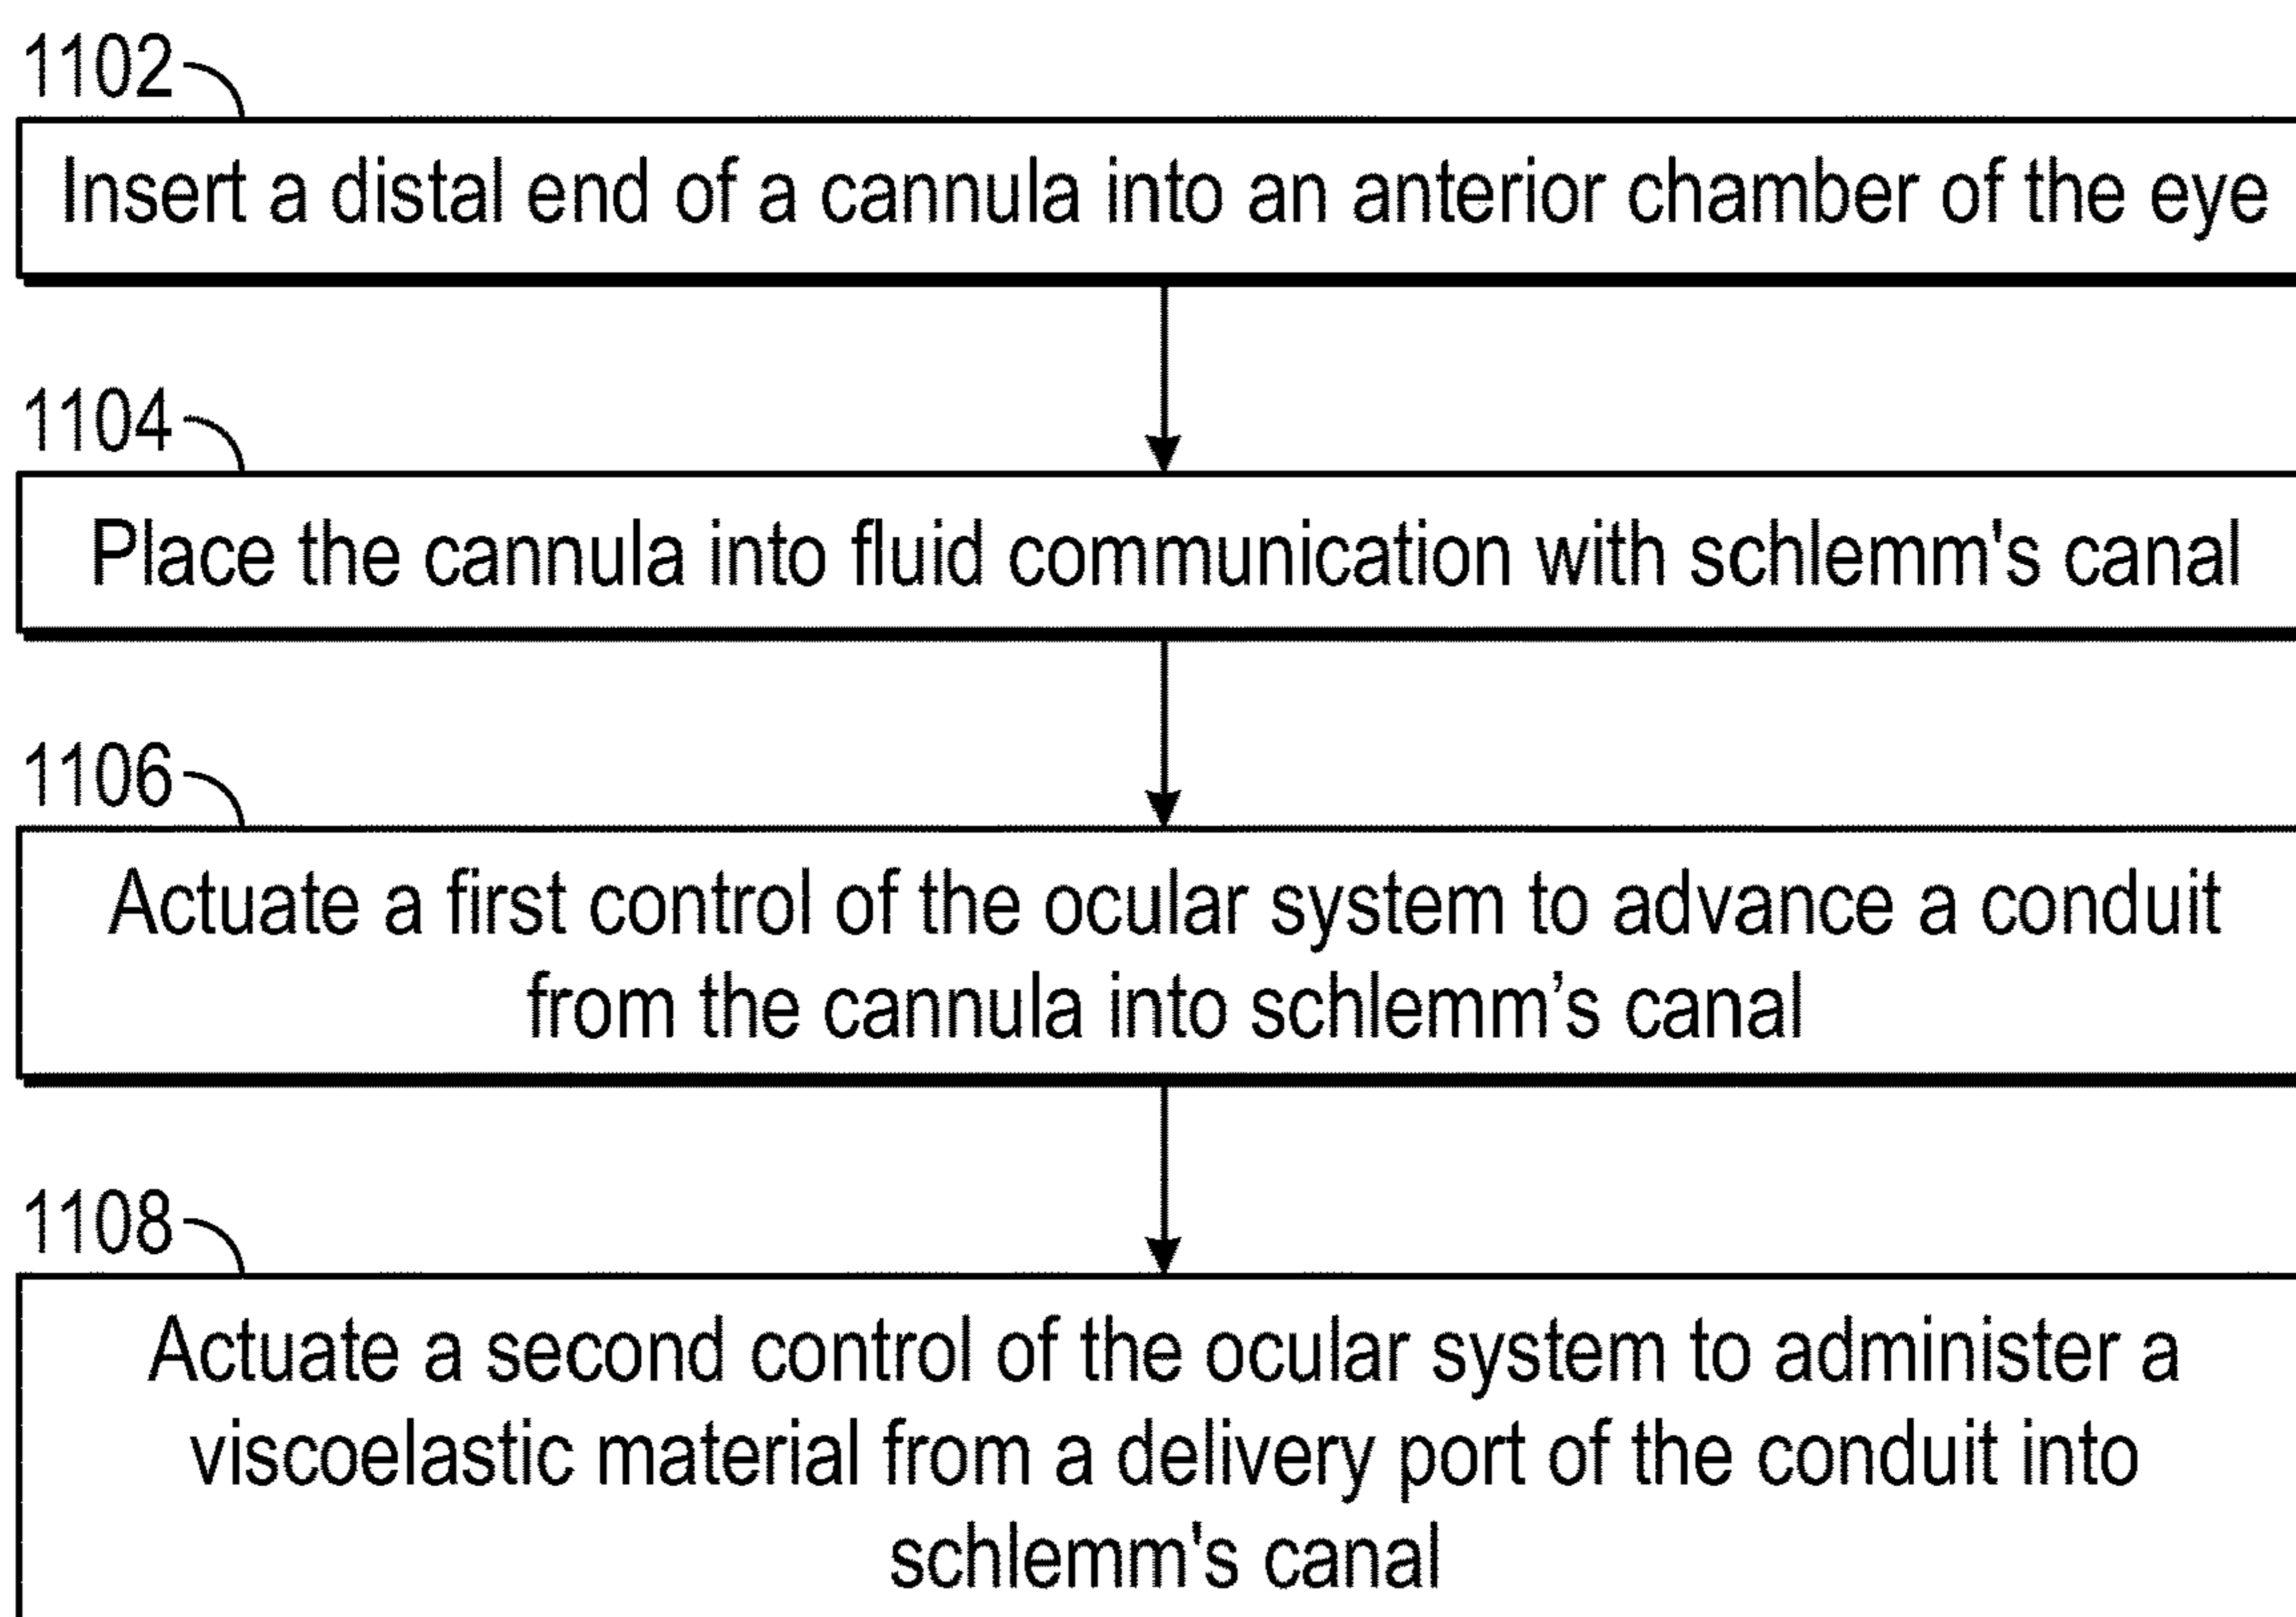 1102
Insert a distal end of a cannula into an anterior chamber of the eye
1104
Place the cannula into fluid communication with schlemm's canal
1106
Actuate a first control of the ocular system to advance a conduit
from the cannula into schlemm’s canal
1108
Actuate a second control of the ocular system to administer a
viscoelastic material from a delivery port of the conduit into
schlemm's canal